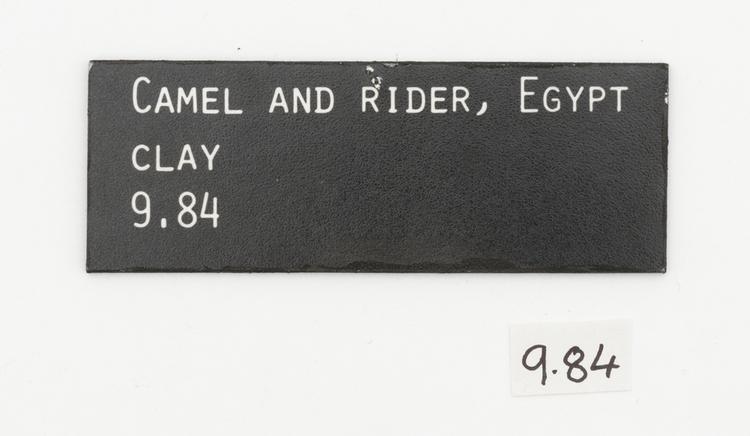 CAMEL AND RIDER, EGYPT
CLAY
9.84
9.84